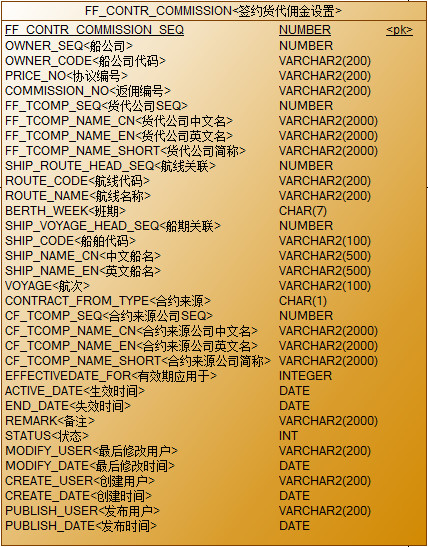 FF_CONTR_COMMISSION<签约货代佣金设置>
FF_CONTR_COMMISSION_SEQ NUMBER <pk>
OWNER_SEQ<船公司> NUMBER
OWNER_CODE<船公司代码> VARCHAR2(200)
PRICE_NO<协议编号> VARCHAR2(200)
COMMISSION_NO<返佣编号> VARCHAR2(200)
FF_TCOMP_SEQ<货代公司SEQ> NUMBER
FF_TCOMP_NAME_CN<货代公司中文名> VARCHAR2(2000)
FF_TCOMP_NAME_EN<货代公司英文名> VARCHAR2(2000)
FF_TCOMP_NAME_SHORT<货代公司简称> VARCHAR2(2000)
SHIP_ROUTE_HEAD_SEQ<航线关联> NUMBER
ROUTE_CODE<航线代码> VARCHAR2(200)
ROUTE_NAME<航线名称> VARCHAR2(200)
BERTH_WEEK<班期> CHAR(7)
SHIP_VOYAGE_HEAD_SEQ<船期关联> NUMBER
SHIP_CODE<船舶代码> VARCHAR2(100)
SHIP_NAME_CN<中文船名> VARCHAR2(500)
SHIP_NAME_EN<英文船名> VARCHAR2(500)
VOYAGE<航次> VARCHAR2(100)
CONTRACT_FROM_TYPE<合约来源> CHAR(1)
CF_TCOMP_SEQ<合约来源公司SEQ> NUMBER
CF_TCOMP_NAME_CN<合约来源公司中文名> VARCHAR2(2000)
CF_TCOMP_NAME_EN<合约来源公司英文名> VARCHAR2(2000)
CF_TCOMP_NAME_SHORT<合约来源公司简称> VARCHAR2(2000)
EFFECTIVEDATE_FOR<有效期应用于> INTEGER
ACTIVE_DATE<生效时间> DATE
END_DATE<失效时间> DATE
REMARK<备注> VARCHAR2(2000)
STATUS<状态> INT
MODIFY_USER<最后修改用户> VARCHAR2(200)
MODIFY_DATE<最后修改时间> DATE
CREATE_USER<创建用户> VARCHAR2(200)
CREATE_DATE<创建时间> DATE
PUBLISH_USER<发布用户> VARCHAR2(200)
PUBLISH_DATE<发布时间> DATE